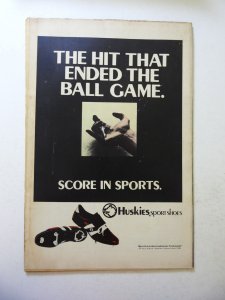 THE HIT THAT
ENDED THE
BALL GAME.
SCORE IN SPORTS.
HUSKIES/SPORTSHOES